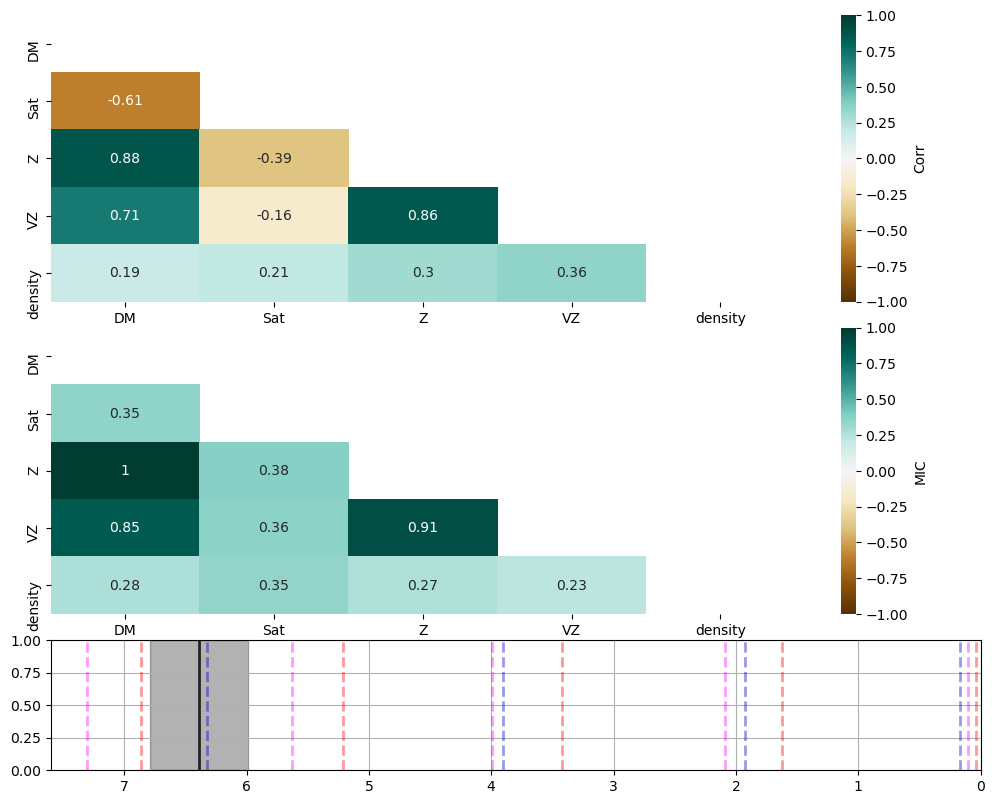 DM
Sat
Z
VZ
density
-0.61
0.88 -0.39
0.71 -0.16 0.86
0.19 0.21 0.3 0.36
DM Sat Z VZ density
1.00
0.75
0.50
0.25
0.00
−0.25
−0.50
−0.75
−1.00
Corr
DM
Sat
Z
VZ
density
0.35
1 0.38
0.85 0.36 0.91
0.28 0.35 0.27 0.23
DM Sat Z VZ density
1.00
0.75
0.50
0.25
0.00
−0.25
−0.50
−0.75
−1.00
MIC
1.00
0.75
0.50
0.25
0.00
7 6 5 4 3 2 1 0